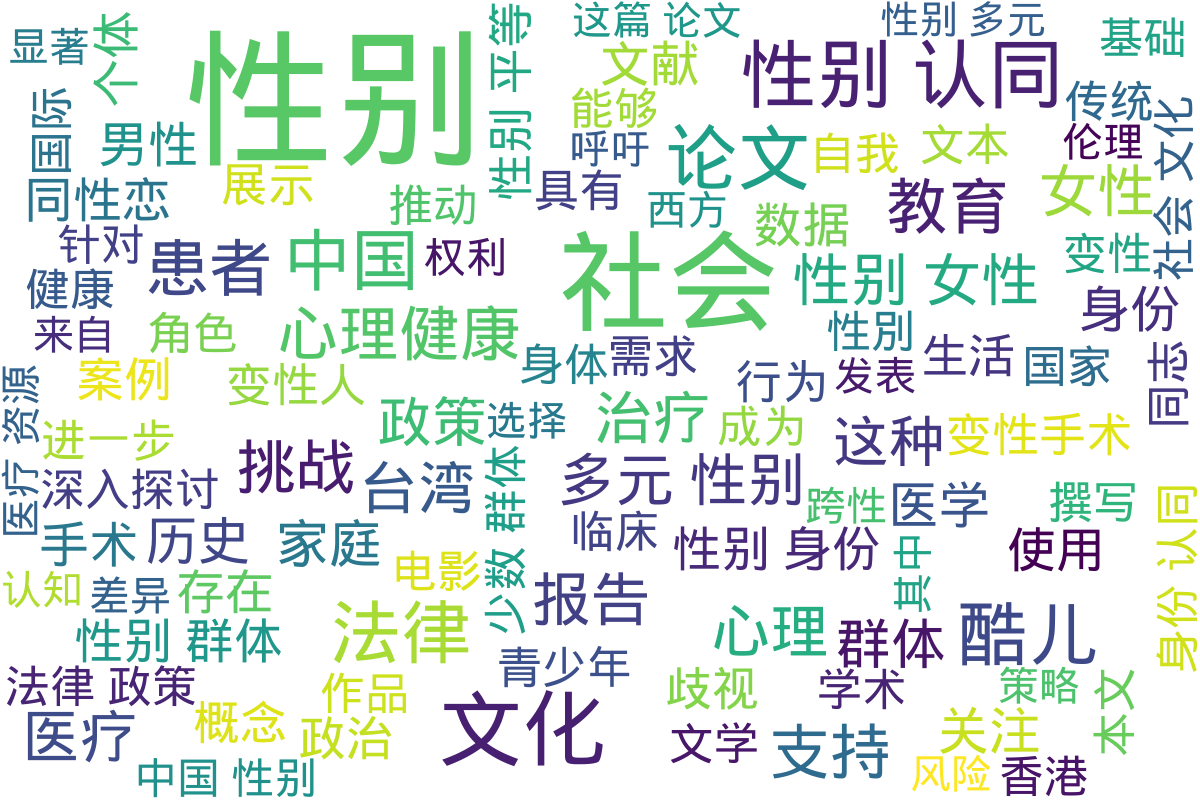 显著
个体
性别
性别 平等
这篇 论文
性别 多元
基础
文献
性别 认同
国际
男性
能够
呼吁
论文
自我
文本
传统
伦理
社会 文化
同性恋
展示
推动
具有
西方
数据
教育
女性
针对
患者
中国
权利
社会
性别 女性
变性
健康
来自
角色
心理健康
身体
需求
性別
身份
生活
国家
同志
案例
变性人
行为
发表
医疗 资源
进一步
政策
选择
治疗
成为
这种
变性手术
深入探讨
挑战
台湾
少数 群体
多元 性别
跨性
医学
撰写
身份 认同
手术
历史
家庭
临床
性别 身份
其中
使用
认知
差异
存在
电影
报告
性别 群体
法律
心理
群体
酷儿
法律 政策
作品
青少年
歧视
学术
策略
本文
医疗
概念
政治
文化
文学
支持
关注
中国 性别
风险
香港